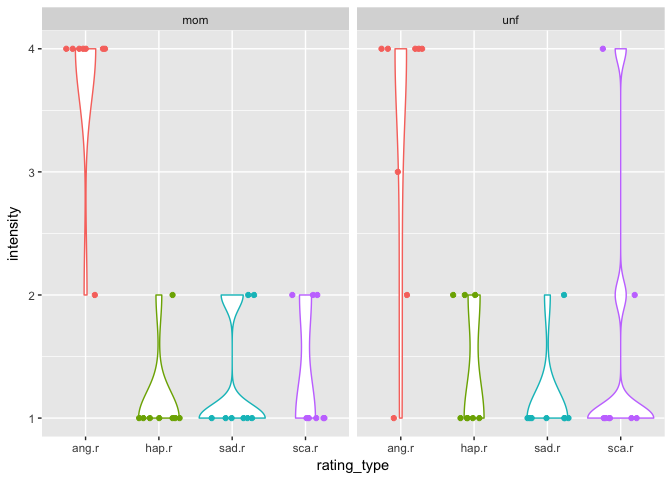 mom unf
intensity
4
3
2
1
ang.r hap.r sad.r sca.r ang.r hap.r sad.r sca.r
rating_type